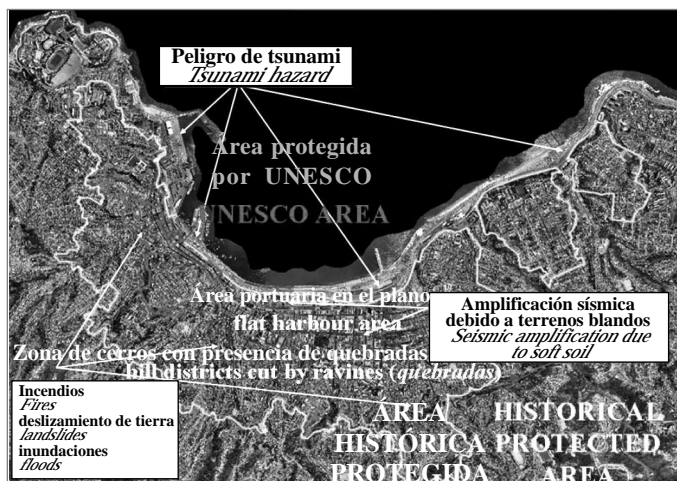 Peligro de tsunami
Tsunami hazard
Área protegida
por UNESCO
UNESCO AREA
Área portuaria en el plano
flat harbour area
Amplificación sísmica
debido a terrenos blandos
Seismic amplification due
to soft soil
Zona de cerros con presencia de quebradas
hill districts cut by ravines (quebradas)
Incendios
Fires
deslizamiento de tierra
landslides
inundaciones
floods
ÁREA
HISTÓRICA
PROTEGIDA
HISTORICAL
PROTECTED
AREA